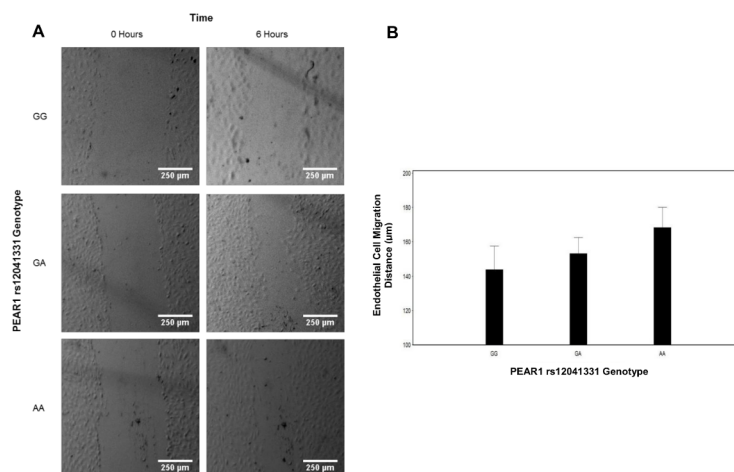 A
Time
0 Hours
6 Hours
PEAR1 rs12041331 Genotype
GG
250 µm
250 µm
GA
250 µm
250 µm
AA
250 µm
250 µm
B
Endothelial Cell Migration
Distance (µm)
200
180
160
140
120
100
GG
GA
AA
PEAR1 rs12041331 Genotype